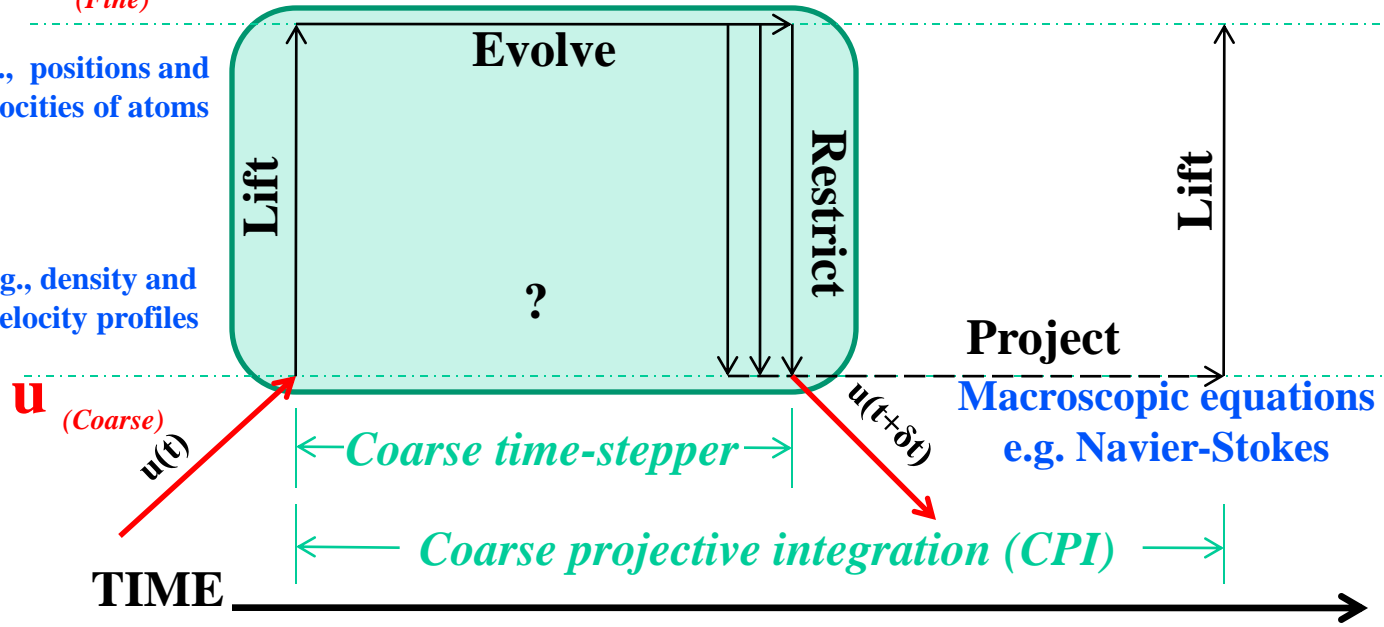 (Fine)
Evolve
., positions and
ocities of atoms
Lift
Restrict
Lift
g., density and
elocity profiles
?
Project
u (Coarse)
u(t)
u(t+δt)
Macroscopic equations
e.g. Navier-Stokes
Coarse time-stepper
Coarse projective integration (CPI)
TIME